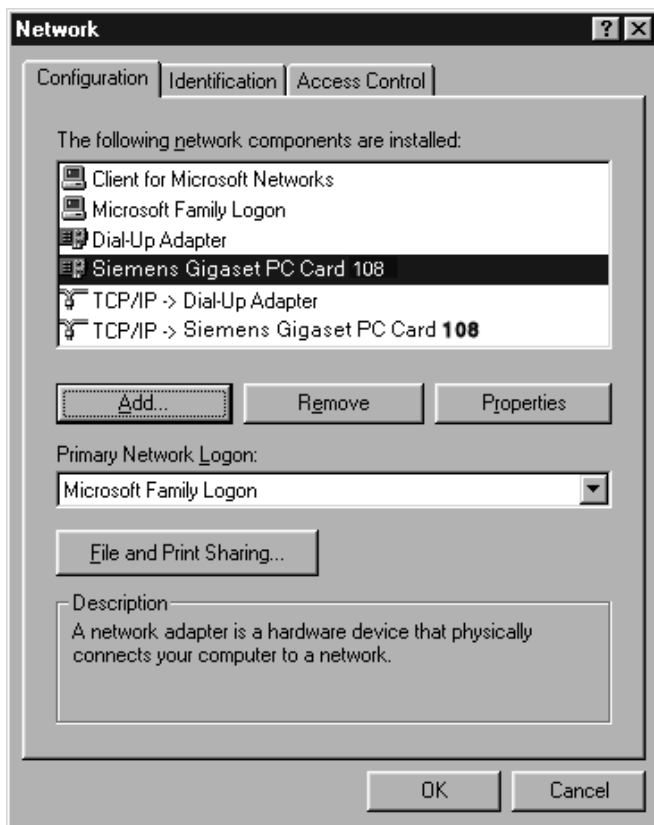 Network
Configuration Identification Access Control
The following network components are installed:
Client for Microsoft Networks
Microsoft Family Logon
Dial-Up Adapter
Siemens Gigaset PC Card 108
TCP/IP -> Dial-Up Adapter
TCP/IP -> Siemens Gigaset PC Card 108
Add... Remove Properties
Primary Network Logon:
Microsoft Family Logon
File and Print Sharing...
Description
A network adapter is a hardware device that physically
connects your computer to a network.
OK Cancel